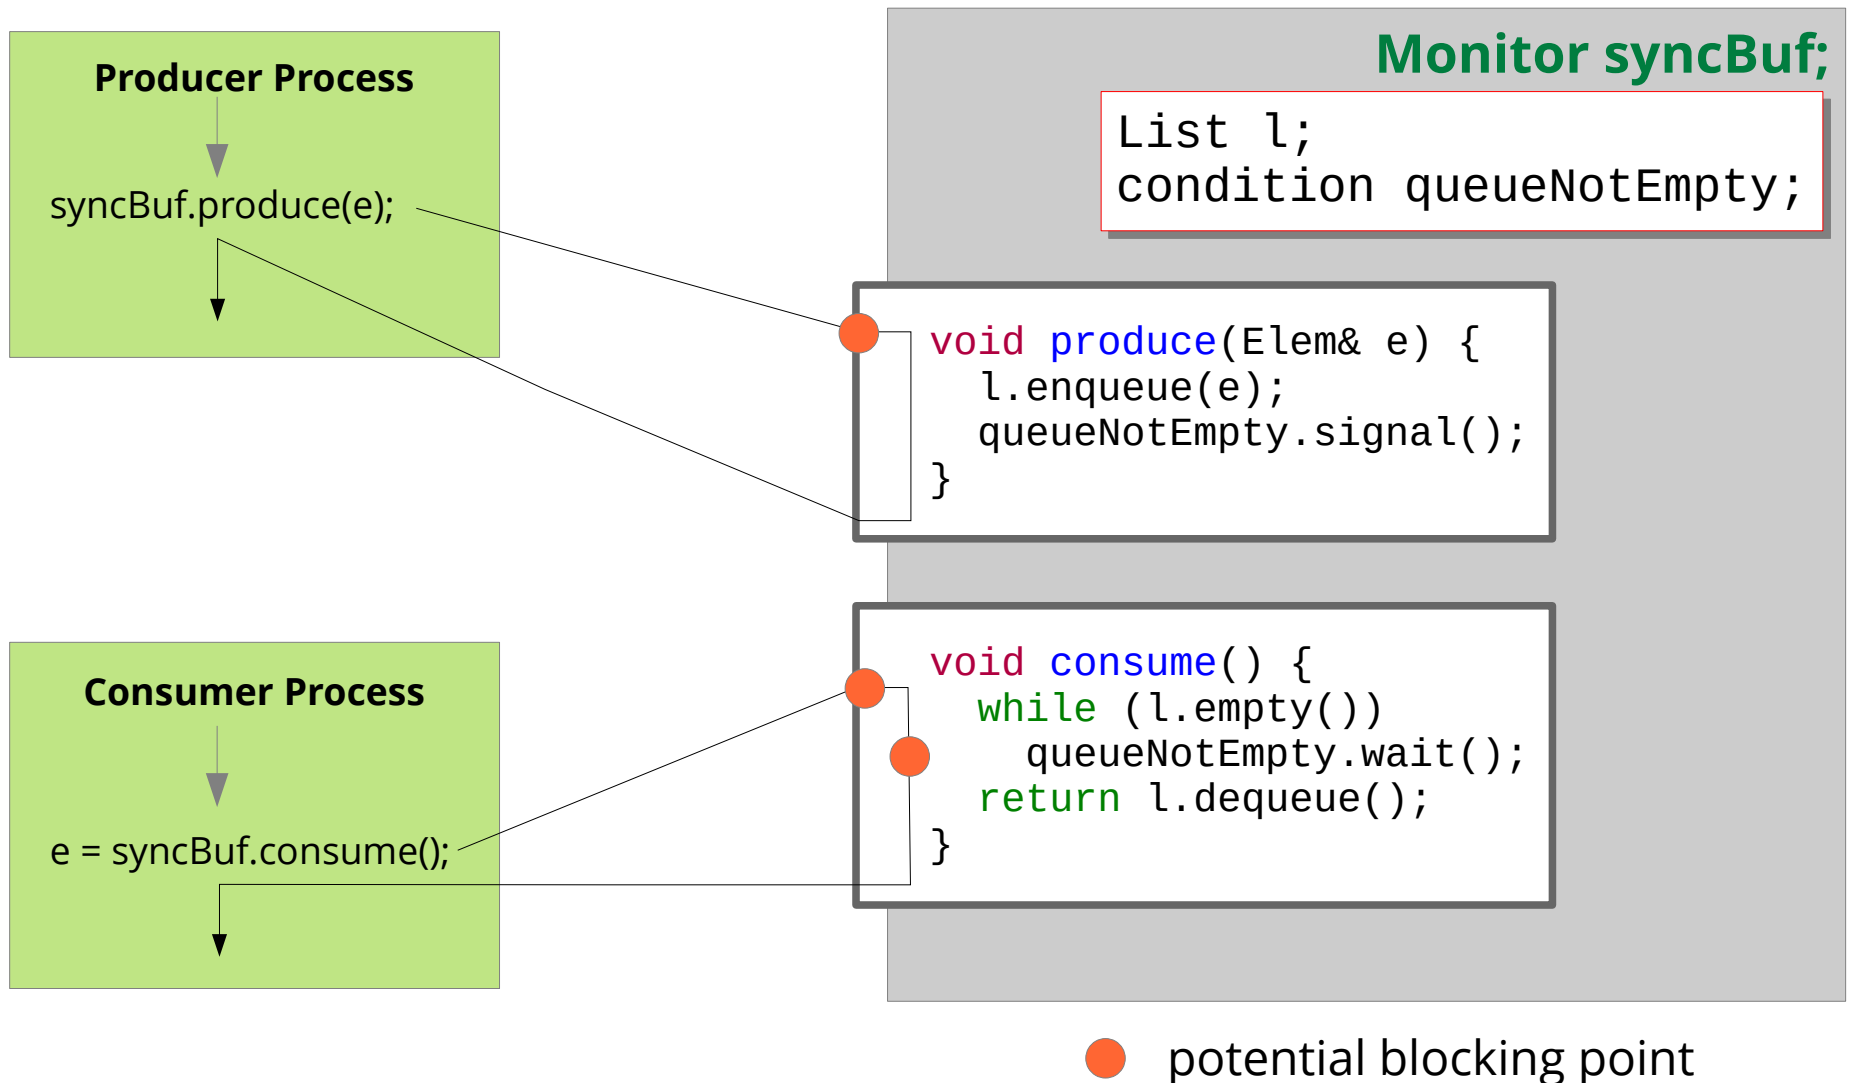 Producer Process
syncBuf.produce(e);
Monitor syncBuf;
List l;
condition queueNotEmpty;
void produce(Elem& e) {
  l.enqueue(e);
  queueNotEmpty.signal();
}
Consumer Process
e = syncBuf.consume();
void consume() {
  while (l.empty())
    queueNotEmpty.wait();
  return l.dequeue();
}
potential blocking point